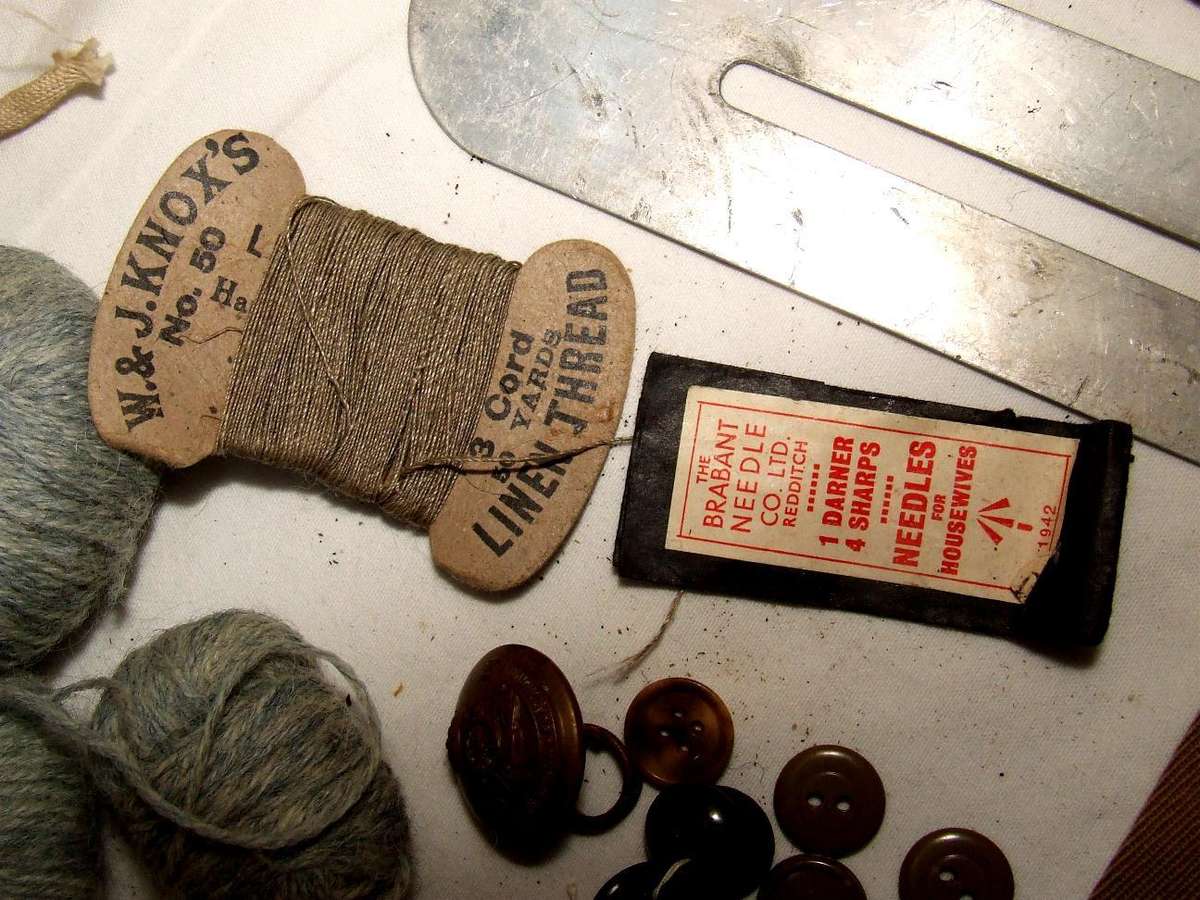 W. & J. KNOX'S
No. 50 L
Ha
3 Cord
YARDS
LINEN THREAD
THE
BRABANT
NEEDLE
CO. LTD.
REDDITCH
1 DARNER
4 SHARPS
NEEDLES
FOR
HOUSEWIVES
1942